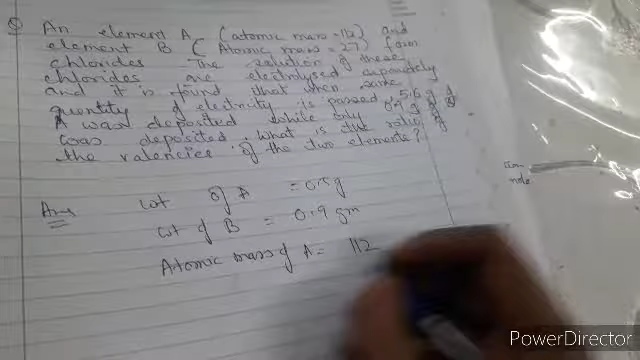 An element A (atomic mass = 112) and
element B (Atomic mass = 27) form
chlorides The solution of these
chlorides are electrolysed separately
and it is found that when same
quantity of electricity is passed 5.6 g of
A was deposited while only 0.9 g of B
was deposited. What is the ratio of
the valencies of the two elements?
Ans wt of A = 0.5g
wt of B = 0.9 gm
Atomic mass of A = 112
PowerDirector